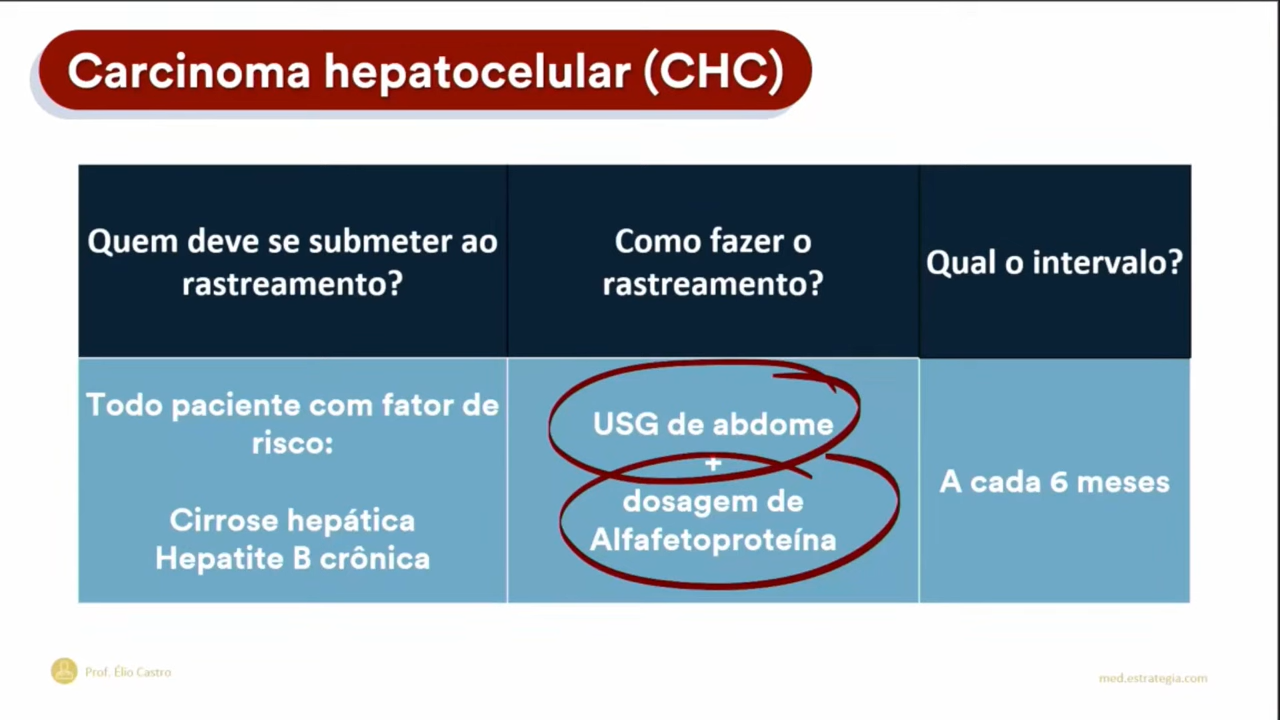 Carcinoma hepatocelular (CHC)
Quem deve se submeter ao
rastreamento?
Como fazer o
rastreamento?
Qual o intervalo?
Todo paciente com fator de
risco:
Cirrose hepática
Hepatite B crônica
USG de abdome
+
dosagem de
Alfafetoproteína
A cada 6 meses
Prof. Élio Castro
med.estrategia.com